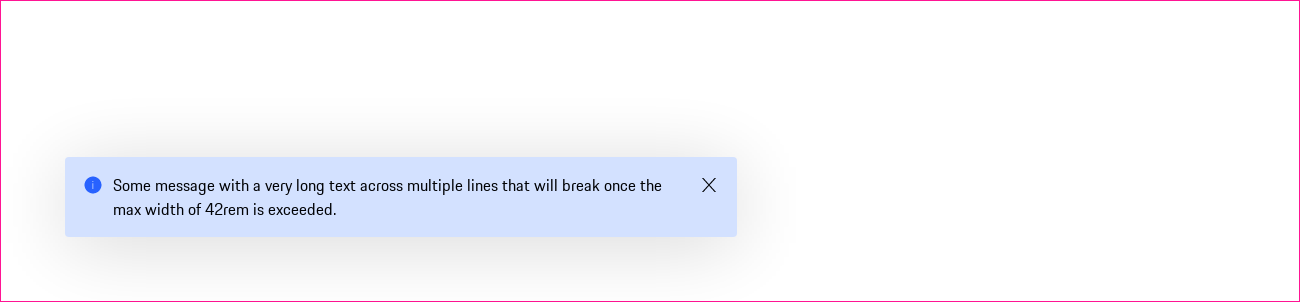 Some message with a very long text across multiple lines that will break once the
max width of 42rem is exceeded.